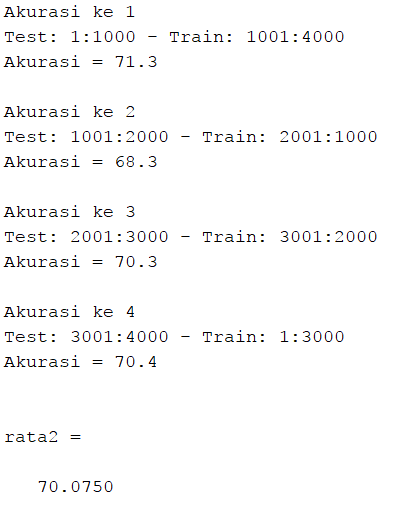 Akurasi ke 1
Test: 1:1000 - Train: 1001:4000
Akurasi = 71.3
Akurasi ke 2
Test: 1001:2000 - Train: 2001:1000
Akurasi = 68.3
Akurasi ke 3
Test: 2001:3000 - Train: 3001:2000
Akurasi = 70.3
Akurasi ke 4
Test: 3001:4000 - Train: 1:3000
Akurasi = 70.4
rata2 =
70.0750